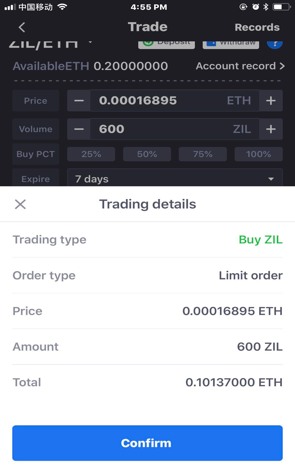 中国移动 4:55 PM
Trade Records
ZIL/ETH Deposit Withdraw ?
AvailableETH 0.20000000 Account record >
Price − 0.00016895 ETH +
Volume − 600 ZIL +
Buy PCT 25% 50% 75% 100%
Expire 7 days
Trading details
Trading type Buy ZIL
Order type Limit order
Price 0.00016895 ETH
Amount 600 ZIL
Total 0.10137000 ETH
Confirm